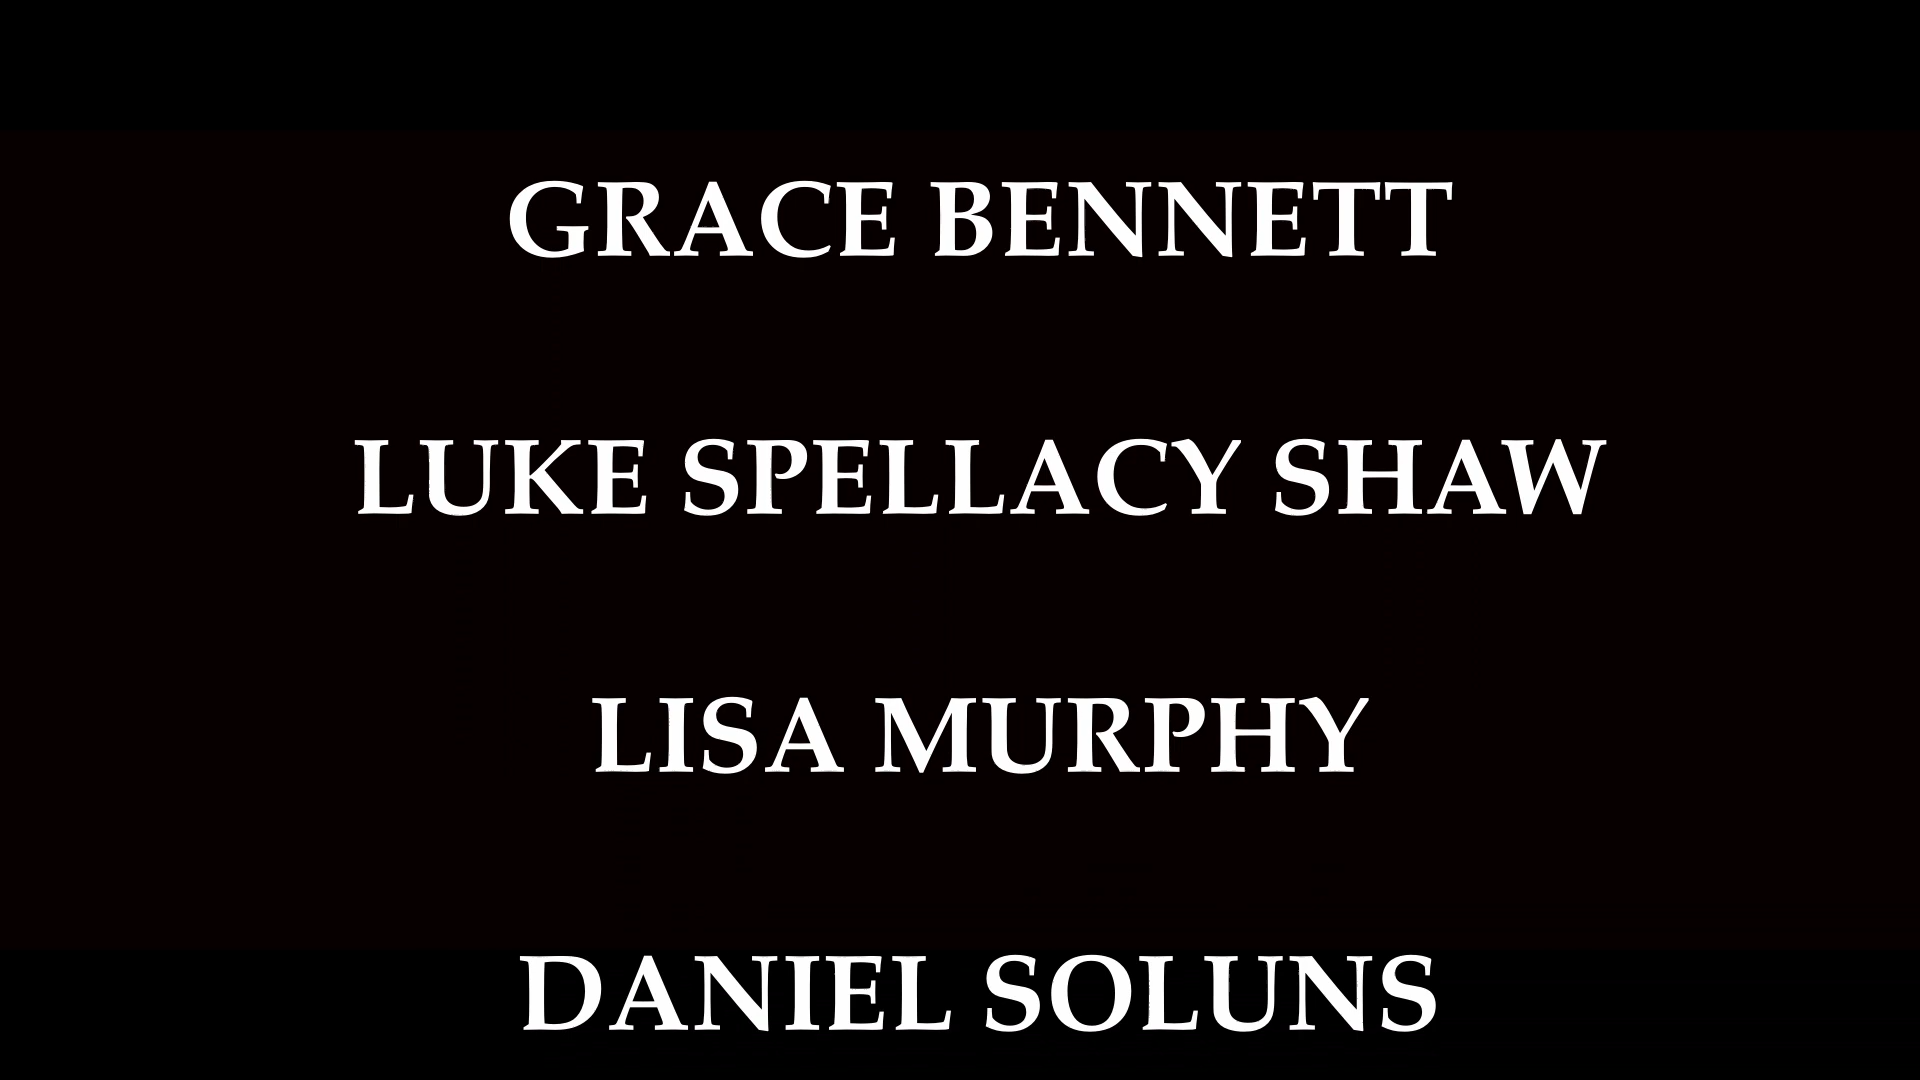 GRACE BENNETT
LUKE SPELLACY SHAW
LISA MURPHY
DANIEL SOLUNS